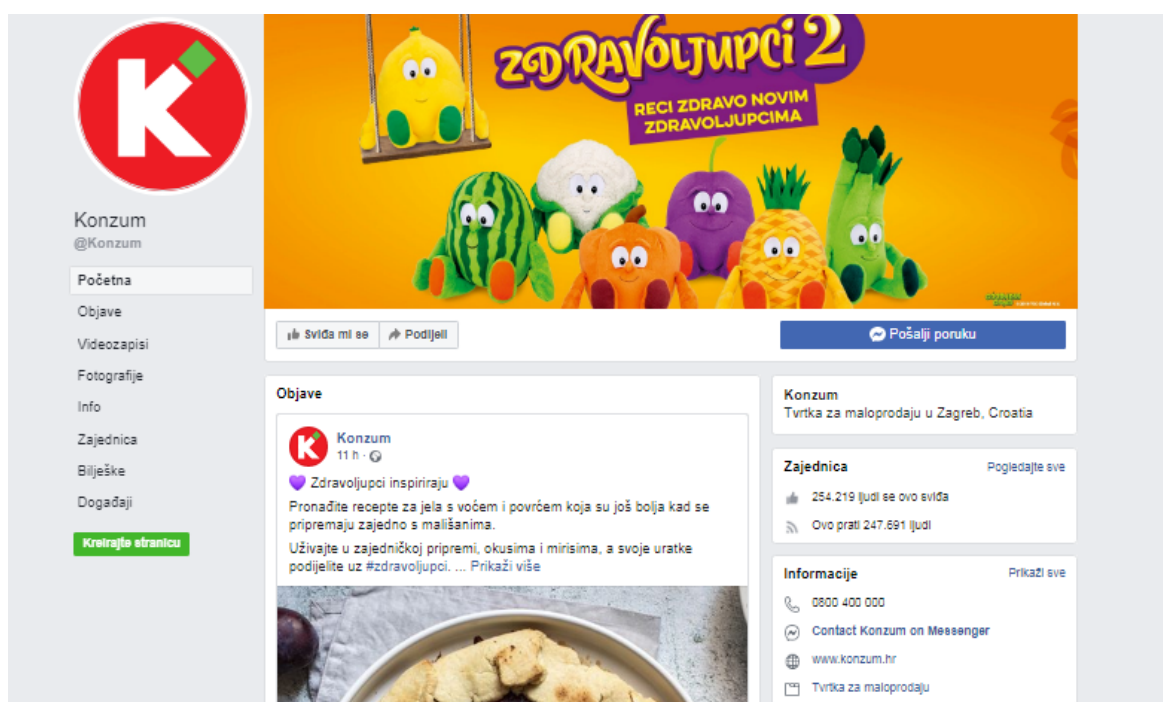 K
ZDRAVOLJUPCI 2
RECI ZDRAVO NOVIM
ZDRAVOLJUPCIMA
Konzum
@Konzum
Početna
Objave
Videozapisi
Fotografije
Info
Zajednica
Bilješke
Događaji
Kreirajte stranicu
Sviđa mi se
Podijeli
Pošalji poruku
Objave
K
Konzum
11 h ·
💜 Zdravoljupci inspiriraju 💜
Pronađite recepte za jela s voćem i povrćem koja su još bolja kad se
pripremaju zajedno s mališanima.
Uživajte u zajedničkoj pripremi, okusima i mirisima, a svoje uratke
podijelite uz #zdravoljupci. ... Prikaži više
Konzum
Tvrtka za maloprodaju u Zagreb, Croatia
Zajednica
Pogledajte sve
254.219 ljudi se ovo sviđa
Ovo prati 247.691 ljudi
Informacije
Prikaži sve
0800 400 000
Contact Konzum on Messenger
www.konzum.hr
Tvrtka za maloprodaju